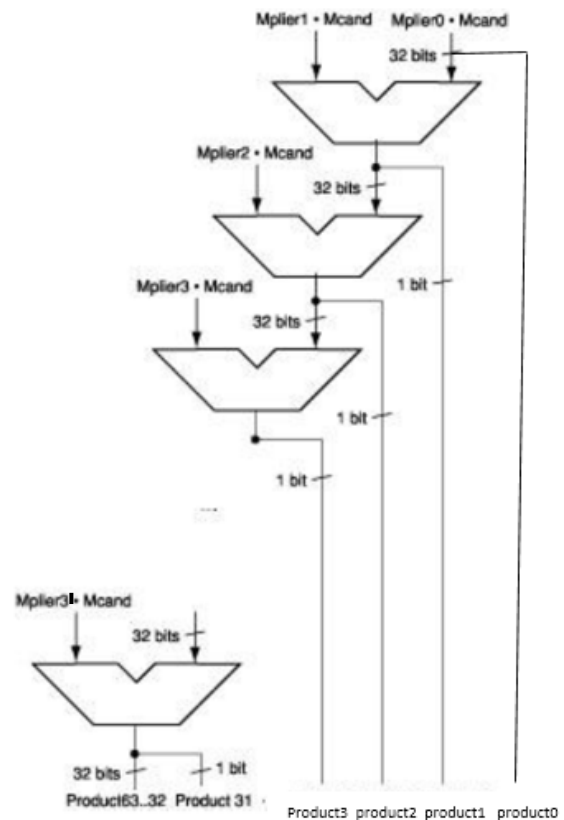 Mplier1 • Mcand Mplier0 • Mcand
32 bits
Mplier2 • Mcand
32 bits
1 bit
Mplier3 • Mcand
32 bits
1 bit
1 bit
...
Mplier31 • Mcand
32 bits
32 bits 1 bit
Product63..32 Product 31
Product3 product2 product1 product0